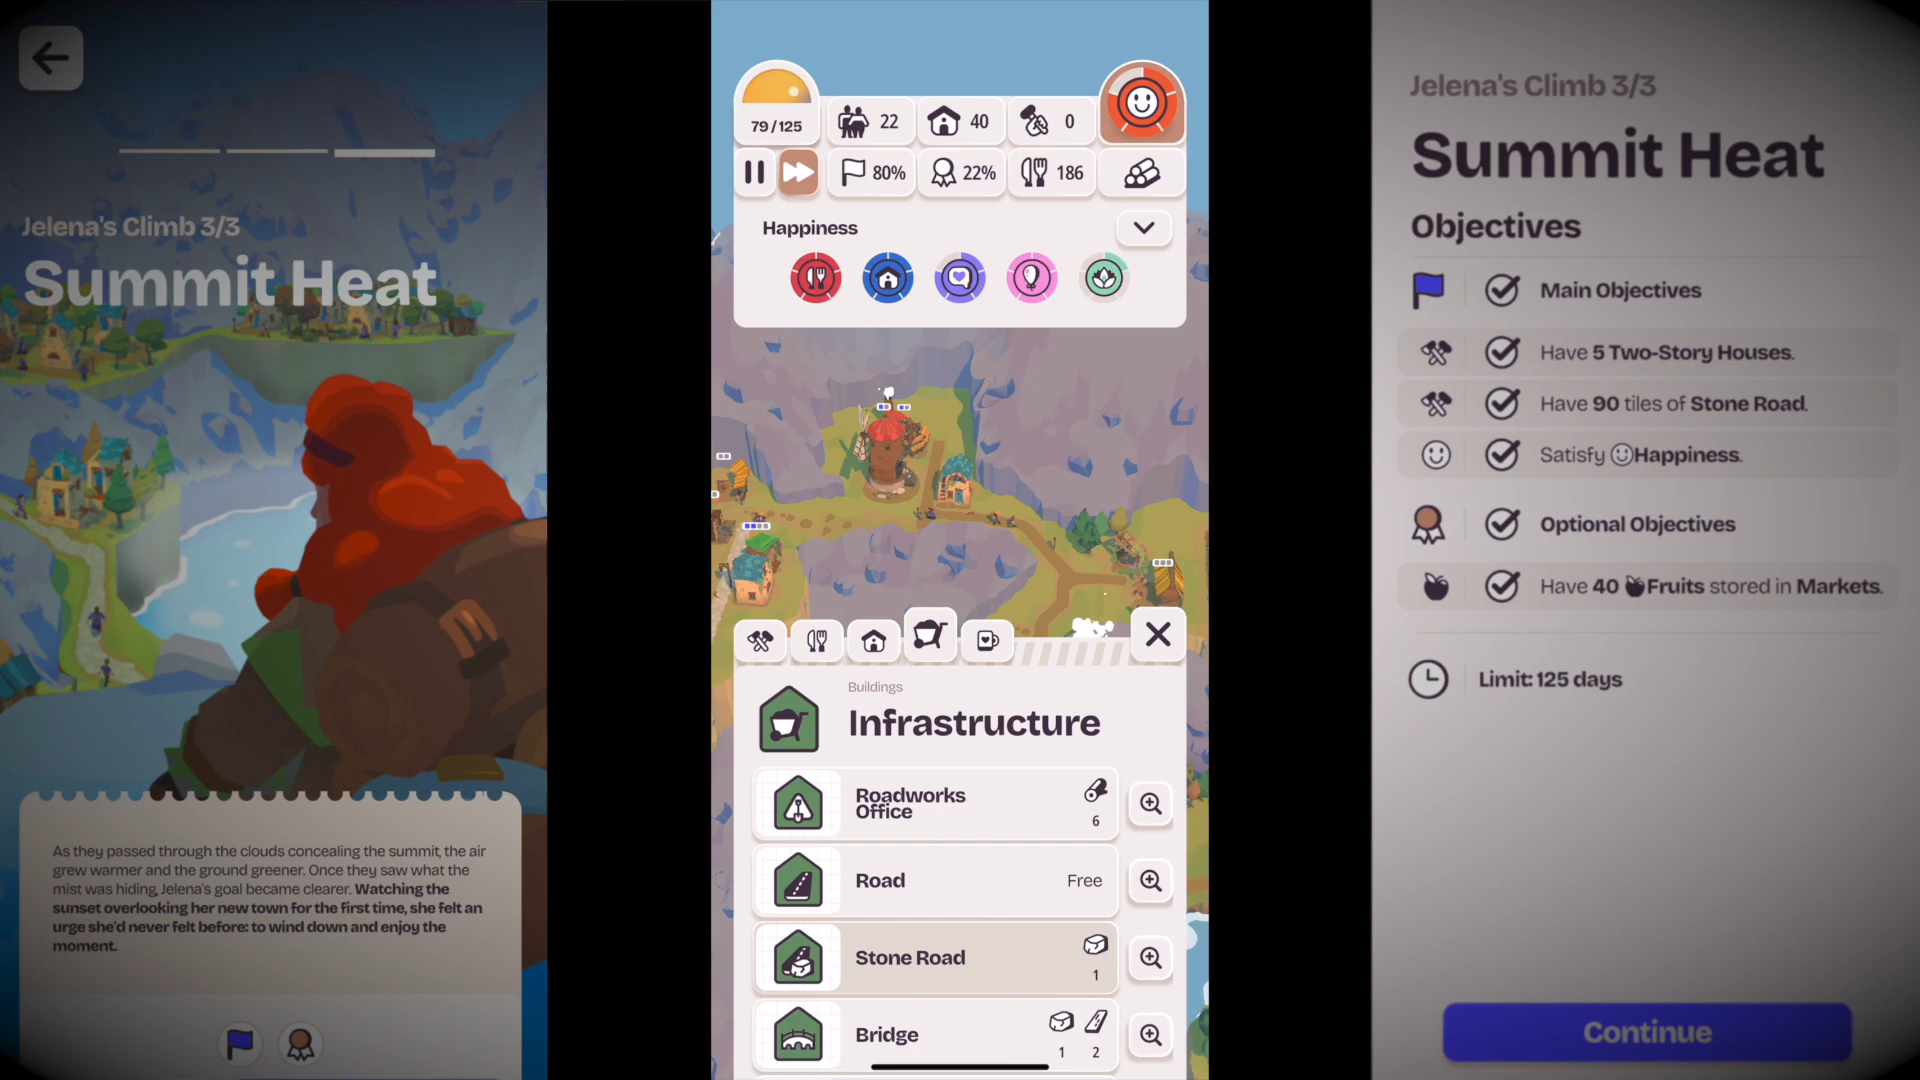 Jelena's Climb 3/3
Summit Heat
As they passed through the clouds concealing the summit, the air
grew warmer and the ground greener. Once they saw what the
mist was hiding, Jelena's goal became clearer. Watching the
sunset overlooking her new town for the first time, she felt an
urge she'd never felt before: to wind down and enjoy the
moment.
79/125
22
40
0
80%
22%
186
Happiness
Buildings
Infrastructure
Roadworks
Office
6
Road
Free
Stone Road
1
Bridge
1
2
Jelena's Climb 3/3
Summit Heat
Objectives
Main Objectives
Have 5 Two-Story Houses.
Have 90 tiles of Stone Road.
Satisfy Happiness.
Optional Objectives
Have 40 Fruits stored in Markets.
Limit: 125 days
Continue